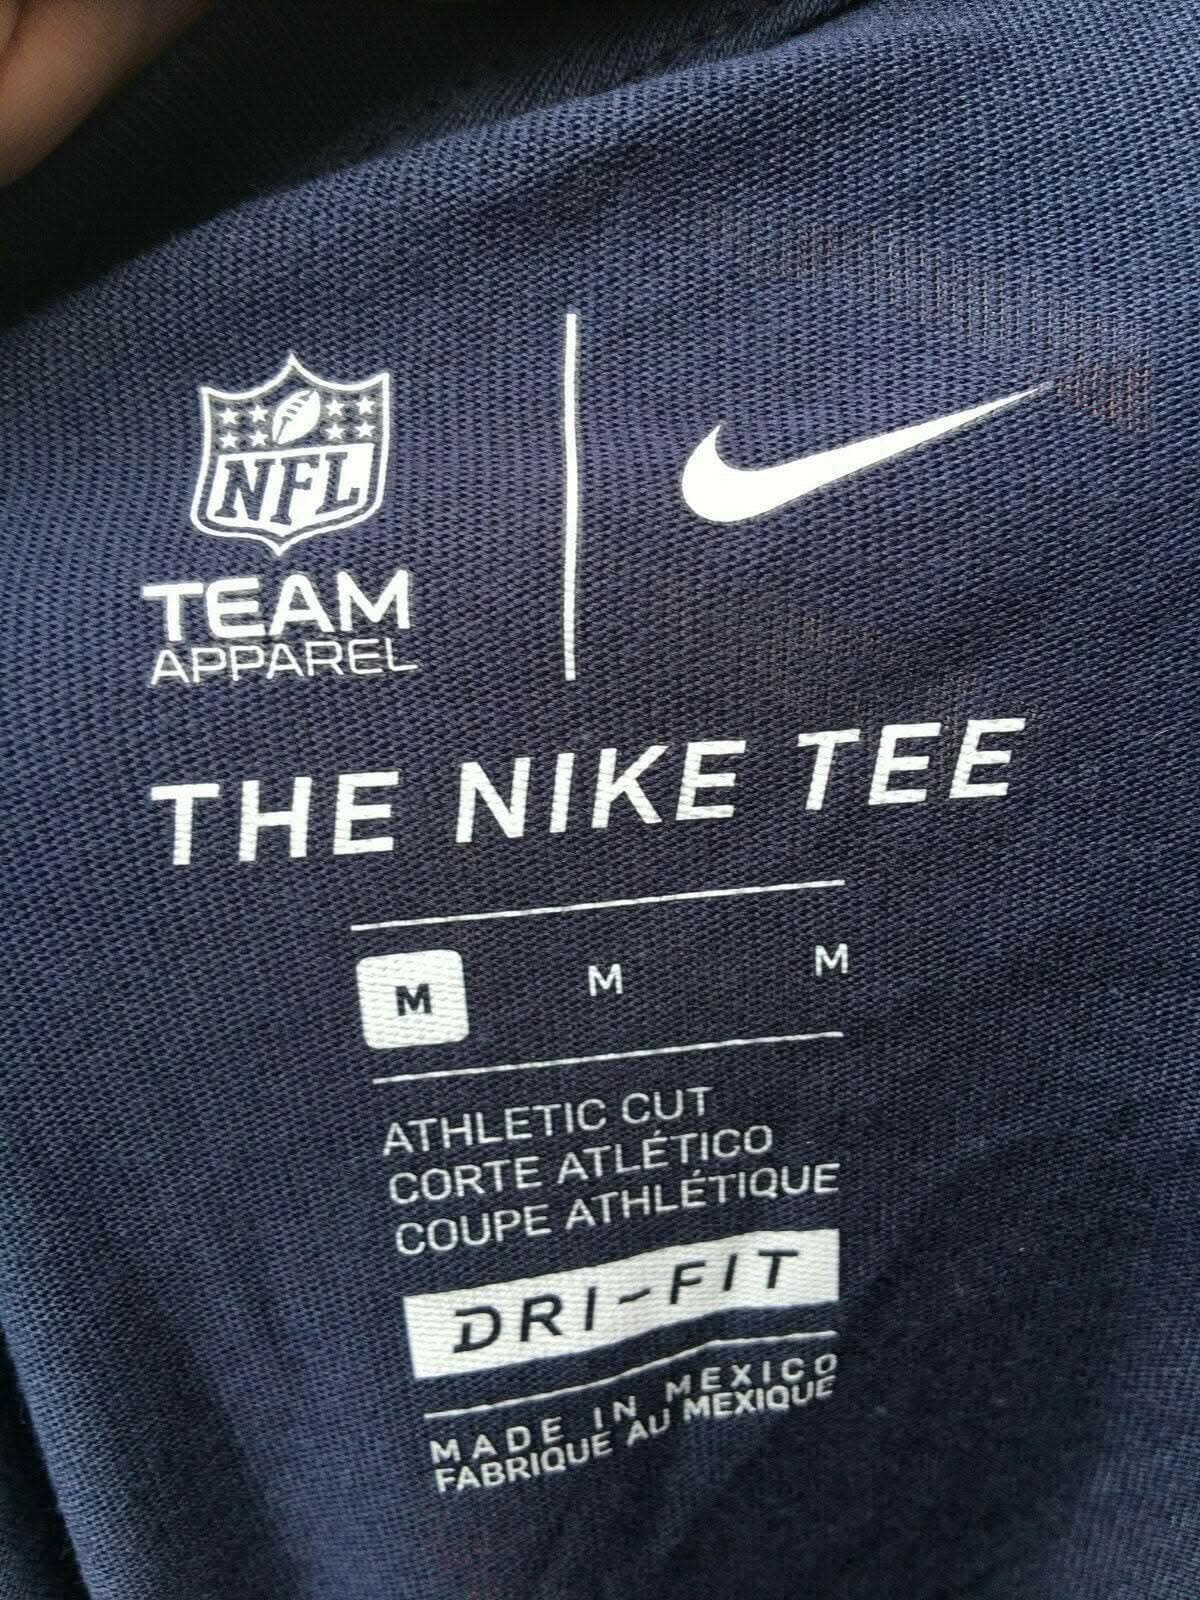 NFL
TEAM
APPAREL
THE NIKE TEE
M M M
ATHLETIC CUT
CORTE ATLÉTICO
COUPE ATHLÉTIQUE
DRI-FIT
MADE IN MEXICO
FABRIQUE AU MEXIQUE